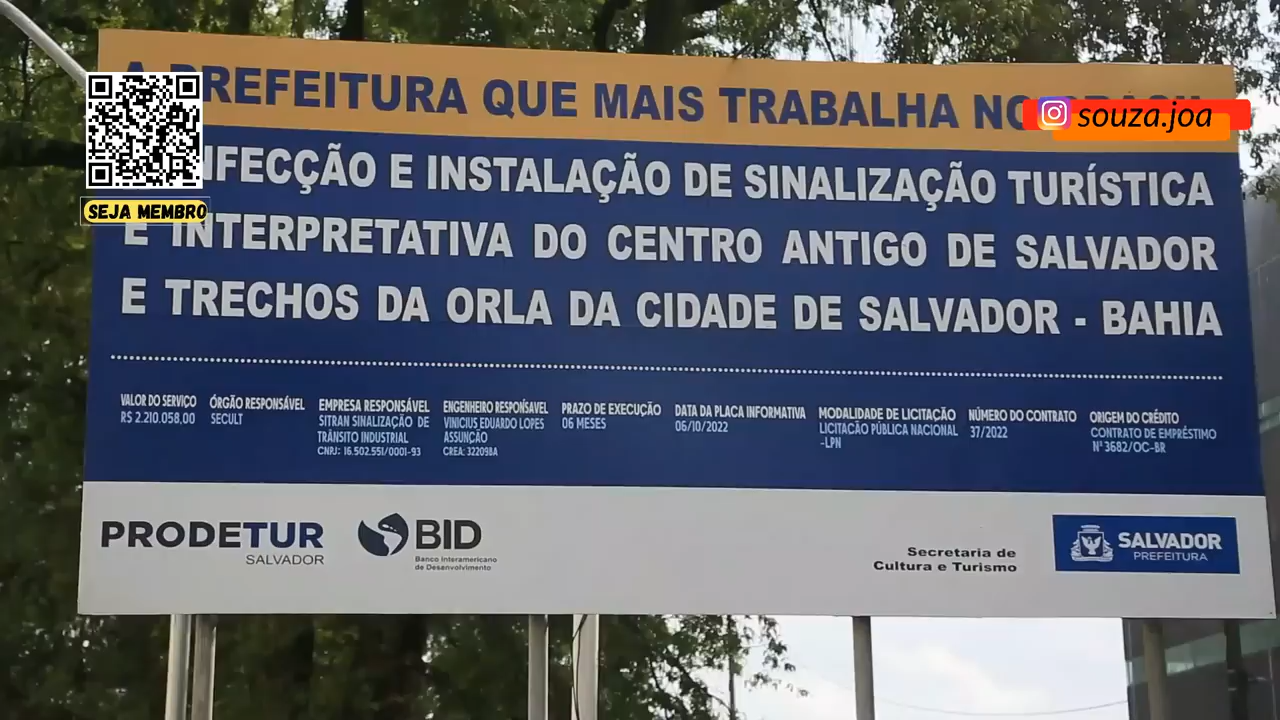 A PREFEITURA QUE MAIS TRABALHA NO
souza.joa
NFECÇÃO E INSTALAÇÃO DE SINALIZAÇÃO TURÍSTICA
SEJA MEMBRO
E INTERPRETATIVA DO CENTRO ANTIGO DE SALVADOR
E TRECHOS DA ORLA DA CIDADE DE SALVADOR - BAHIA
VALOR DO SERVIÇO
R$ 2.210.058,00
ÓRGÃO RESPONSÁVEL
SECULT
EMPRESA RESPONSÁVEL
SITRAN SINALIZAÇÃO DE
TRÂNSITO INDUSTRIAL
CNPJ: 16.502.551/0001-93
ENGENHEIRO RESPONSAVEL
VINICIUS EDUARDO LOPES
ASSUNÇÃO
CREA: 32209BA
PRAZO DE EXECUÇÃO
06 MESES
DATA DA PLACA INFORMATIVA
06/10/2022
MODALIDADE DE LICITAÇÃO
LICITAÇÃO PÚBLICA NACIONAL
-LPN
NÚMERO DO CONTRATO
37/2022
ORIGEM DO CRÉDITO
CONTRATO DE EMPRÉSTIMO
Nº 3682/OC-BR
PRODETUR
SALVADOR
BID
Banco Interamericano
de Desenvolvimento
Secretaria de
Cultura e Turismo
SALVADOR
PREFEITURA